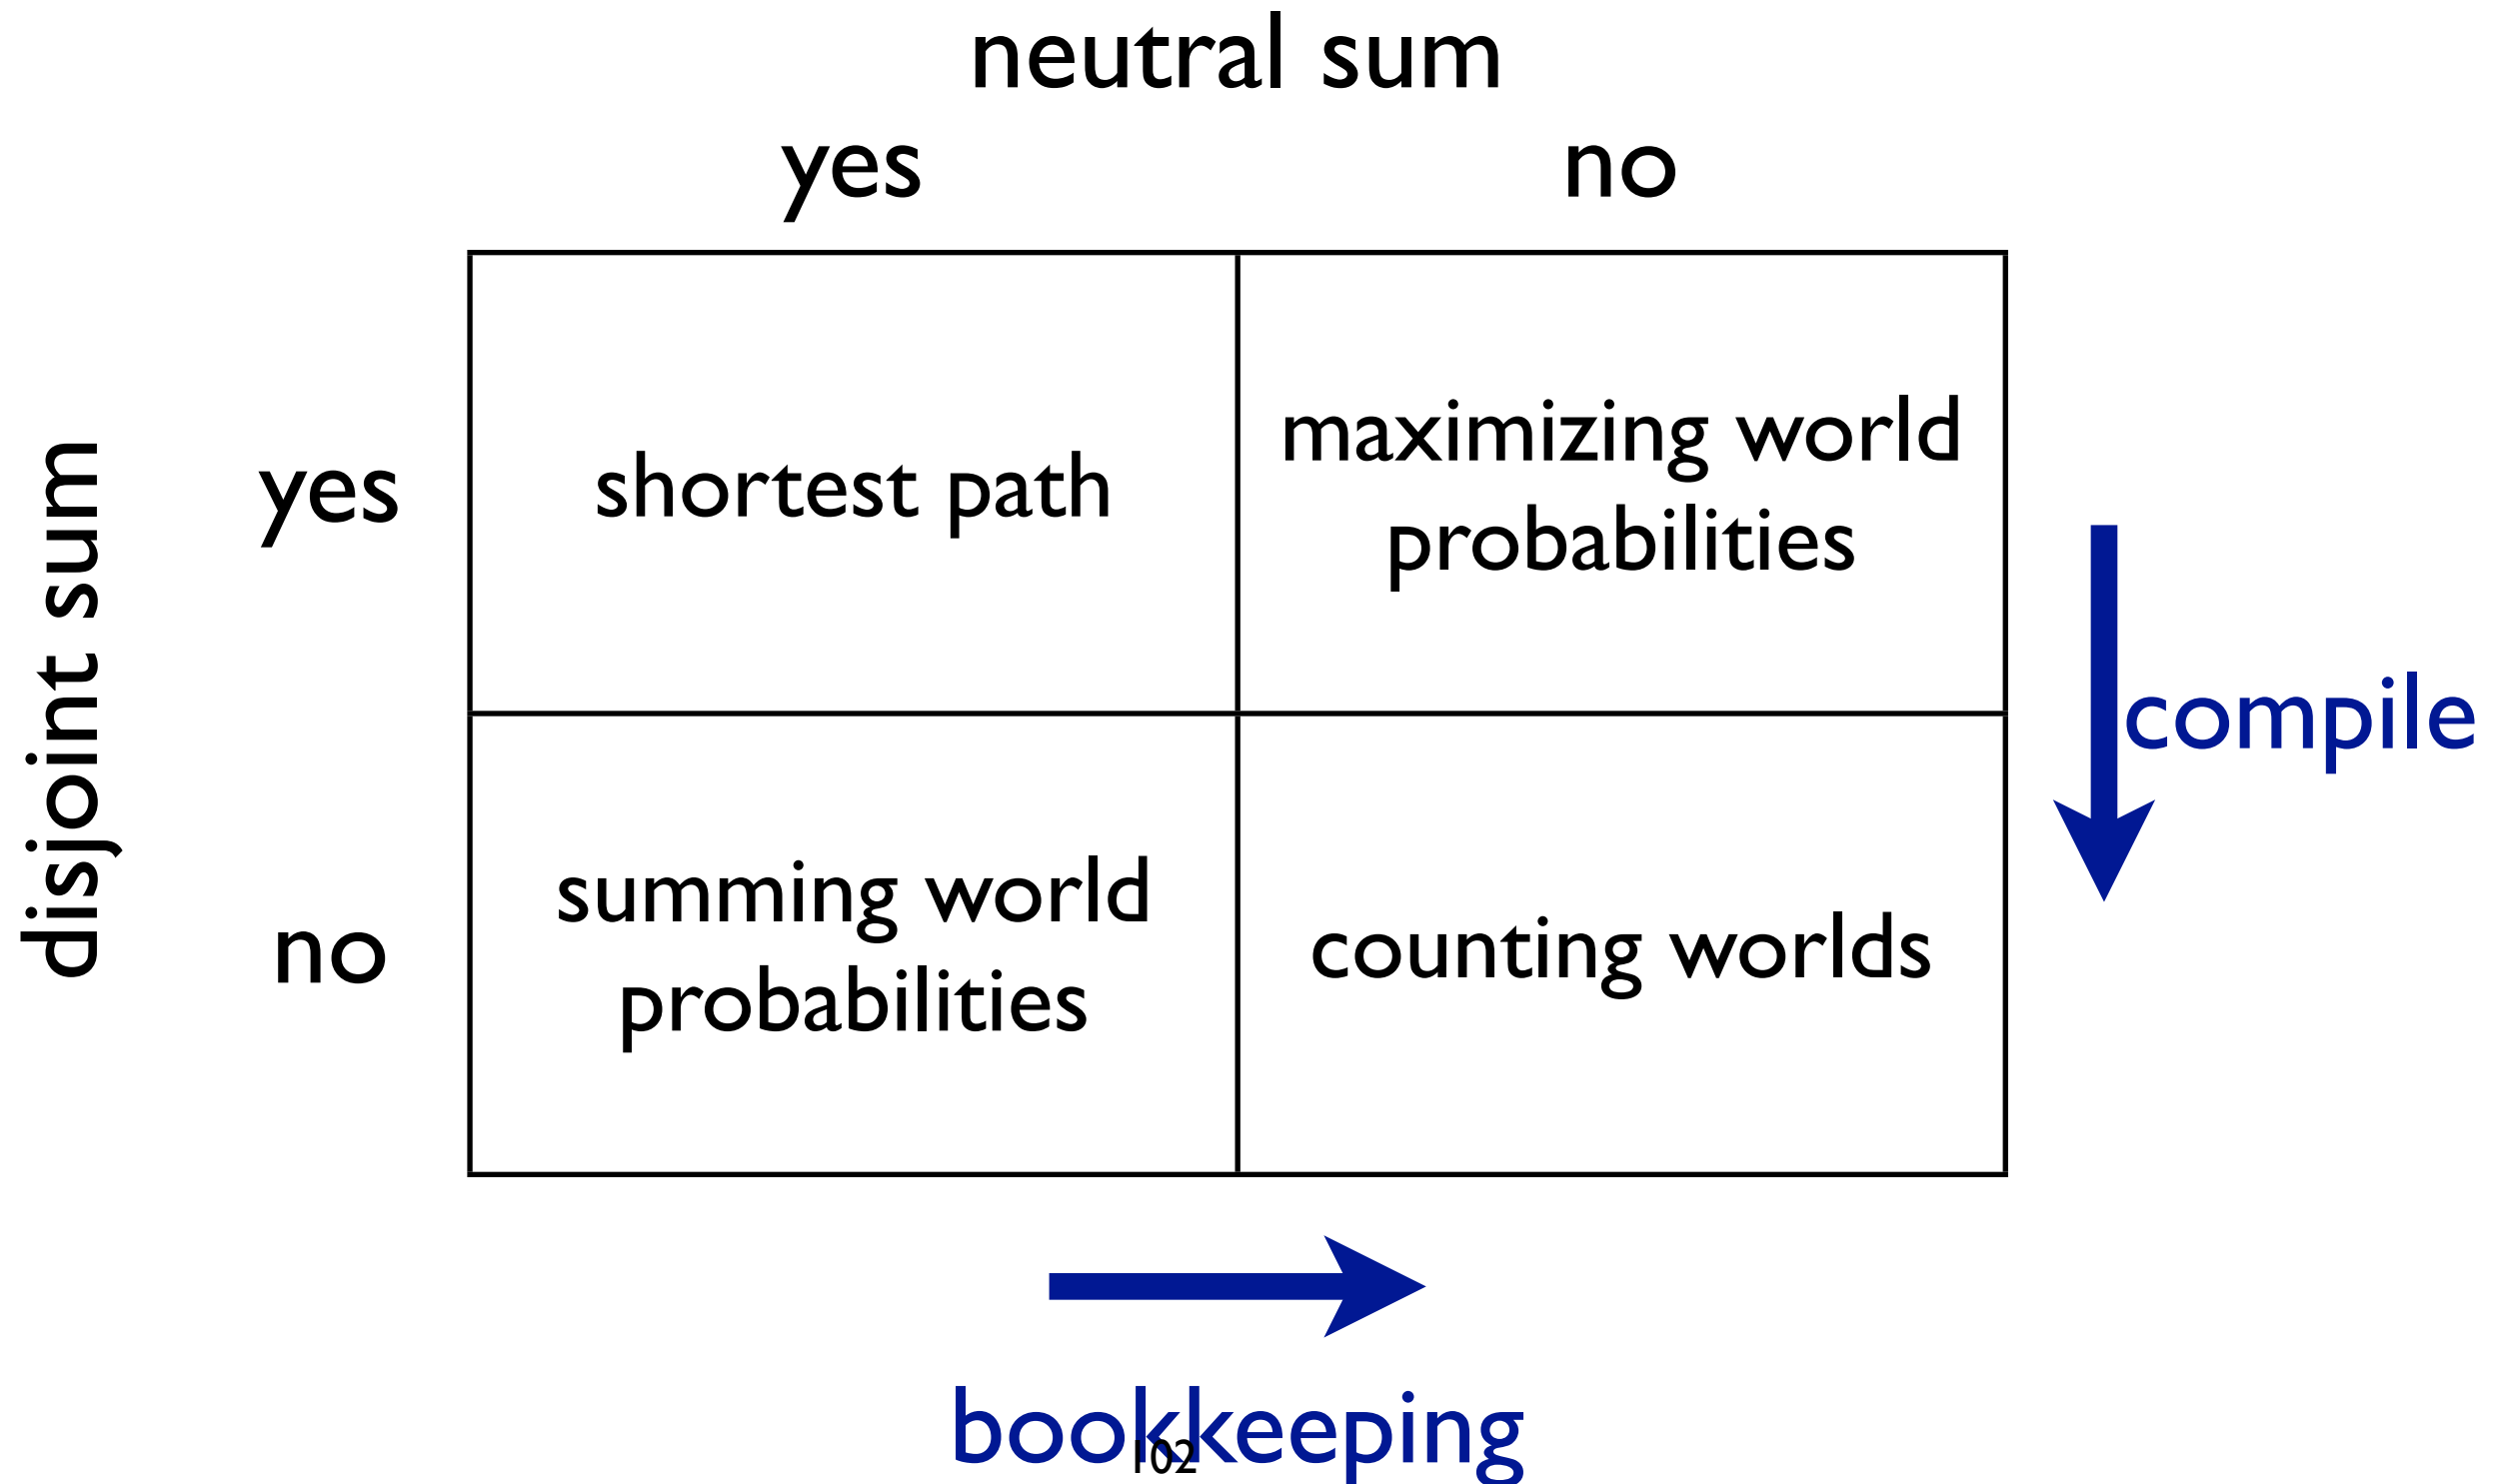 neutral sum
yes
no
disjoint sum
yes
shortest path
maximizing world
probabilities
compile
no
summing world
probabilities
counting worlds
bookkeeping
102